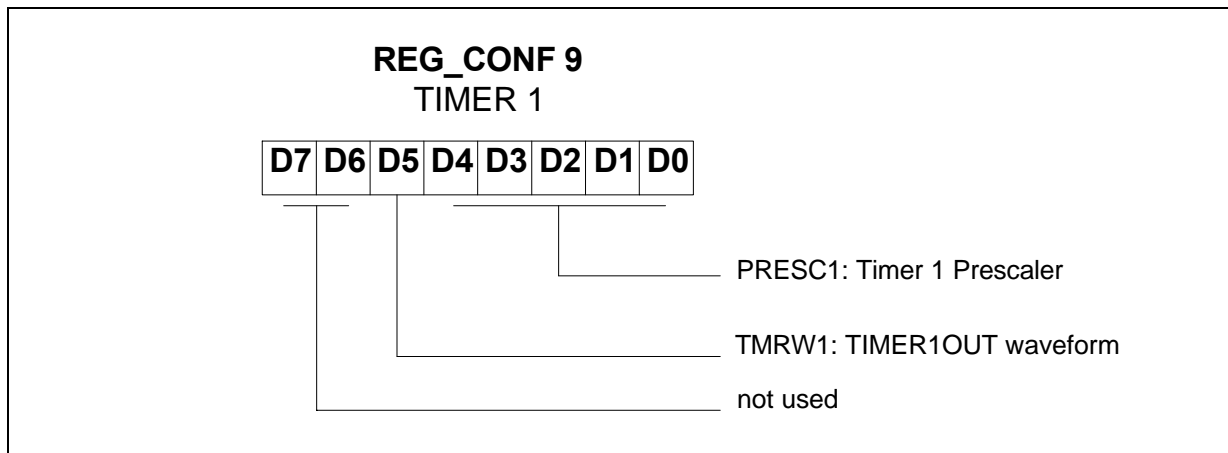 REG_CONF 9
TIMER 1
D7 D6 D5 D4 D3 D2 D1 D0
PRESC1: Timer 1 Prescaler
TMRW1: TIMER1OUT waveform
not used